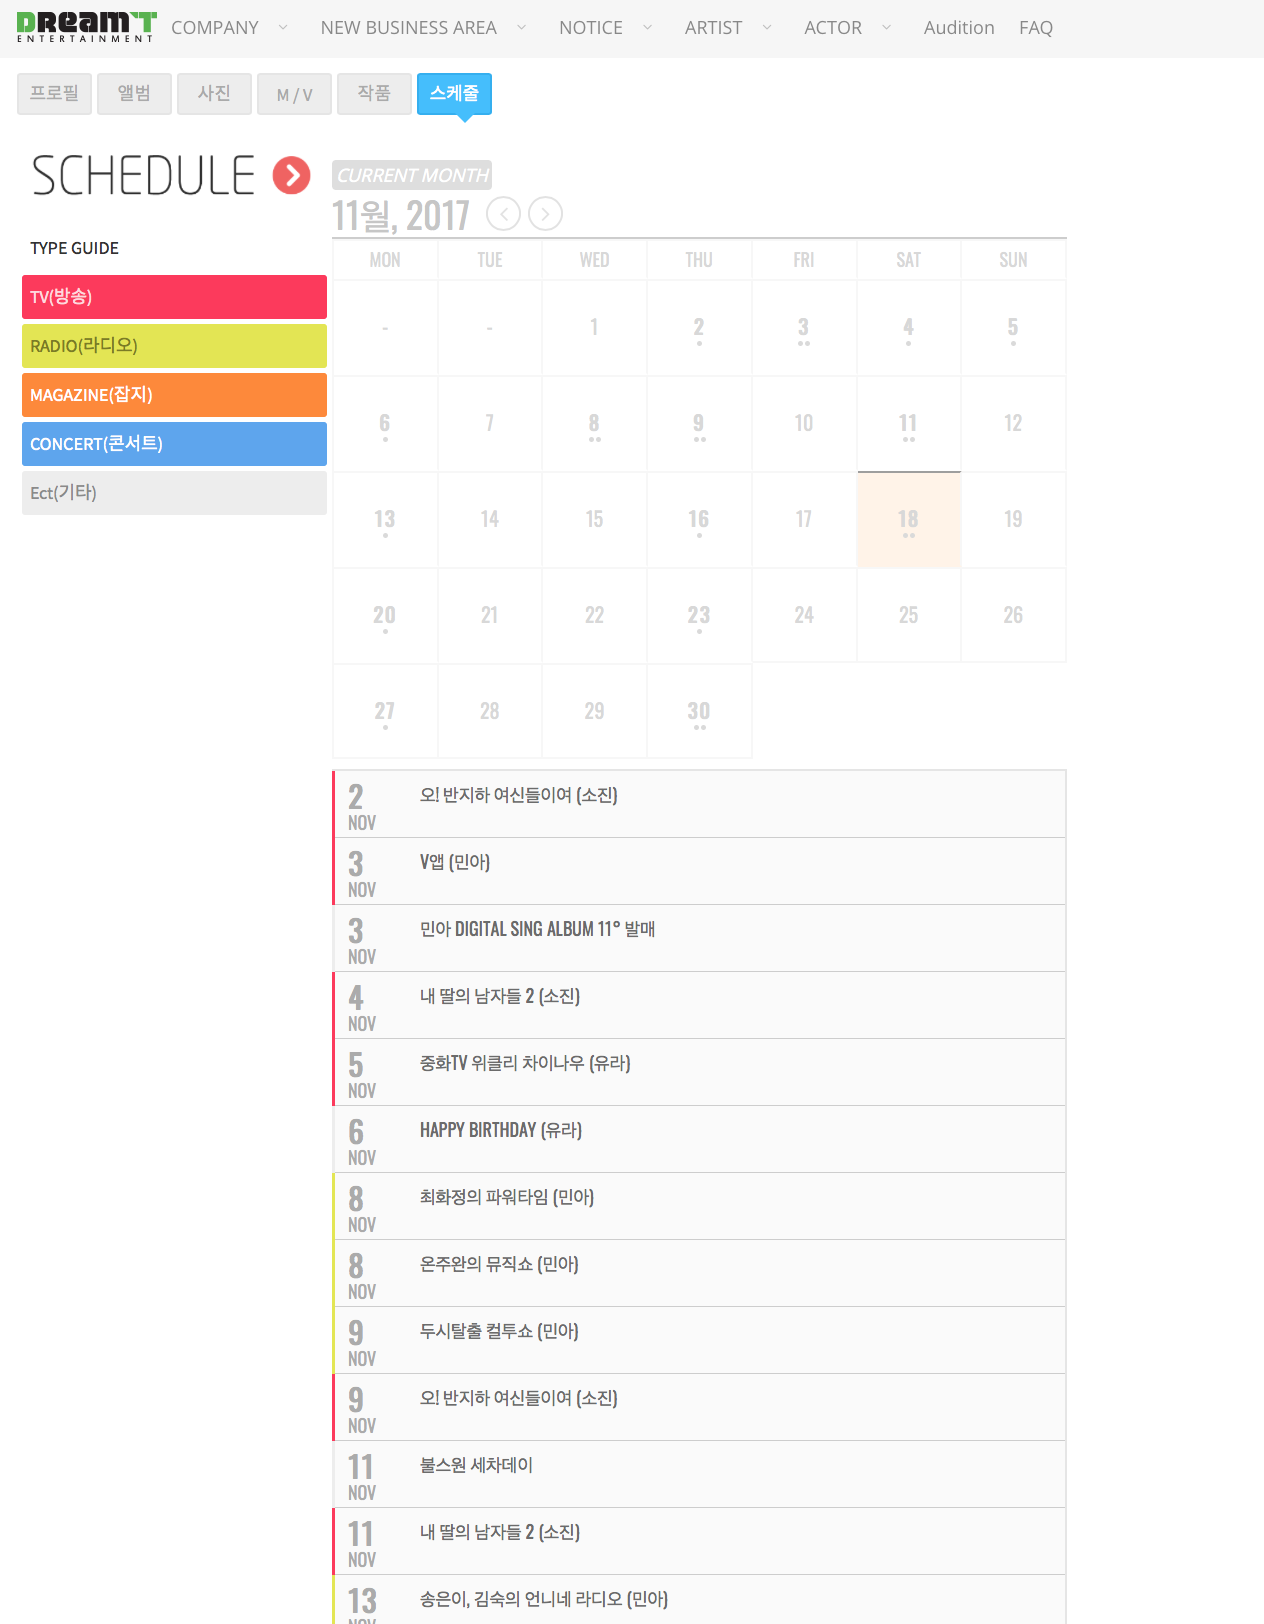 DREAM'T COMPANY NEW BUSINESS AREA NOTICE ARTIST ACTOR Audition FAQ
ENTERTAINMENT
프로필 앨범 사진 M / V 작품 스케줄
SCHEDULE
TYPE GUIDE
TV(방송)
RADIO(라디오)
MAGAZINE(잡지)
CONCERT(콘서트)
Ect(기타)
CURRENT MONTH
11월, 2017
MON TUE WED THU FRI SAT SUN
- - 1 2 3 4 5
6 7 8 9 10 11 12
13 14 15 16 17 18 19
20 21 22 23 24 25 26
27 28 29 30
2 오! 반지하 여신들이여 (소진)
NOV
3 V앱 (민아)
NOV
3 민아 DIGITAL SING ALBUM 11° 발매
NOV
4 내 딸의 남자들 2 (소진)
NOV
5 중화TV 위클리 차이나우 (유라)
NOV
6 HAPPY BIRTHDAY (유라)
NOV
8 최화정의 파워타임 (민아)
NOV
8 온주완의 뮤직쇼 (민아)
NOV
9 두시탈출 컬투쇼 (민아)
NOV
9 오! 반지하 여신들이여 (소진)
NOV
11 불스원 세차데이
NOV
11 내 딸의 남자들 2 (소진)
NOV
13 송은이, 김숙의 언니네 라디오 (민아)
NOV